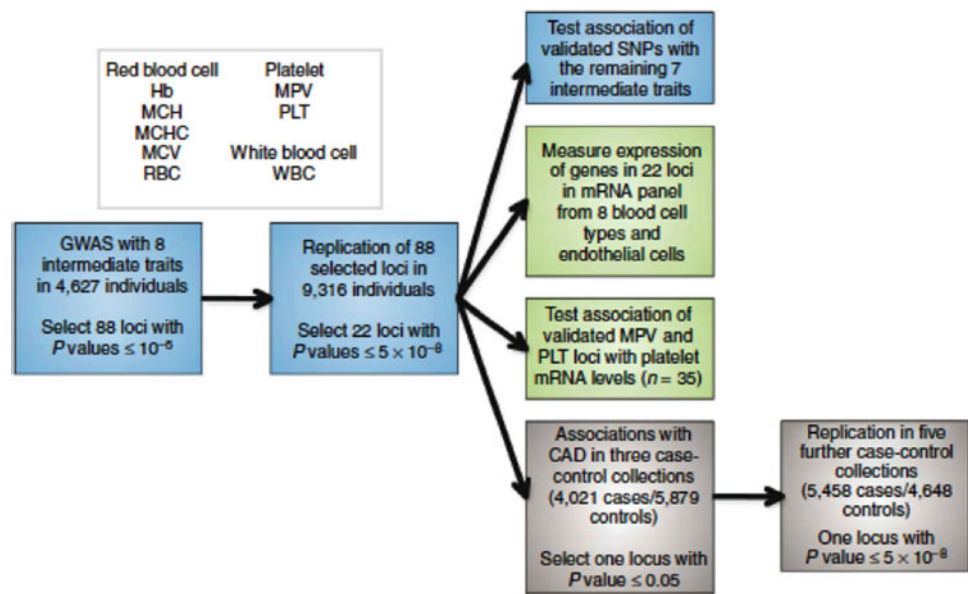 Red blood cell
Hb
MCH
MCHC
MCV
RBC
Platelet
MPV
PLT
White blood cell
WBC
GWAS with 8
intermediate traits
in 4,627 individuals
Select 88 loci with
P values ≤ 10⁻⁶
Replication of 88
selected loci in
9,316 individuals
Select 22 loci with
P values ≤ 5 × 10⁻⁸
Test association of
validated SNPs with
the remaining 7
intermediate traits
Measure expression
of genes in 22 loci
in mRNA panel
from 8 blood cell
types and
endothelial cells
Test association of
validated MPV and
PLT loci with platelet
mRNA levels (n = 35)
Associations with
CAD in three case-
control collections
(4,021 cases/5,879
controls)
Select one locus with
P value ≤ 0.05
Replication in five
further case-control
collections
(5,458 cases/4,648
controls)
One locus with
P value ≤ 5 × 10⁻⁸